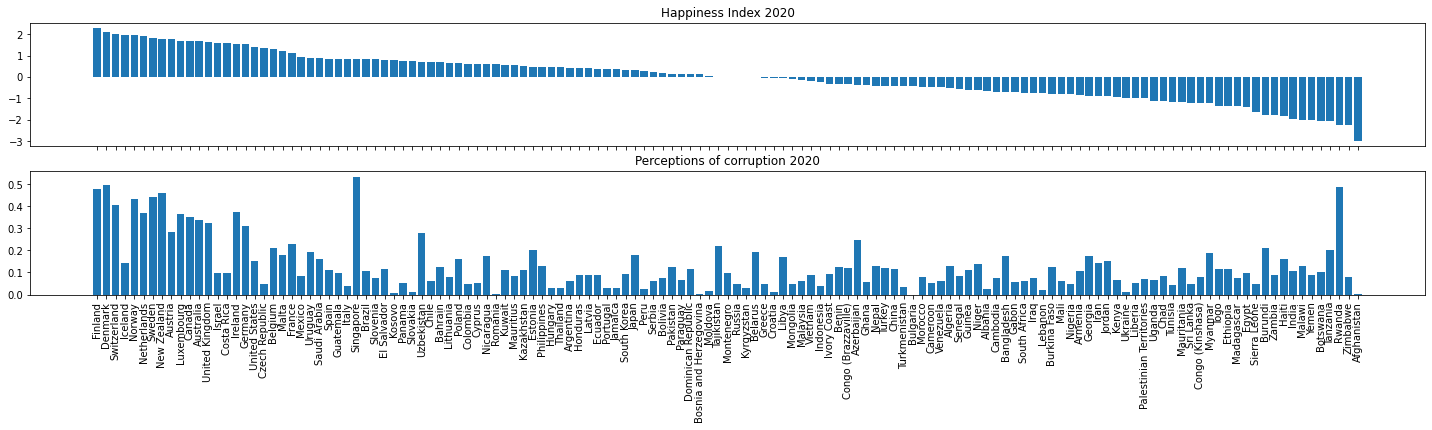 Happiness Index 2020
2
1
0
−1
−2
−3
Perceptions of corruption 2020
0.5
0.4
0.3
0.2
0.1
0.0
Finland
Denmark
Switzerland
Iceland
Norway
Netherlands
Sweden
New Zealand
Austria
Luxembourg
Canada
Australia
United Kingdom
Israel
Costa Rica
Ireland
Germany
United States
Czech Republic
Belgium
Malta
France
Mexico
Uruguay
Saudi Arabia
Spain
Guatemala
Italy
Singapore
Brazil
Slovenia
El Salvador
Kosovo
Panama
Slovakia
Uzbekistan
Chile
Bahrain
Lithuania
Poland
Colombia
Cyprus
Nicaragua
Romania
Kuwait
Mauritius
Kazakhstan
Estonia
Philippines
Hungary
Thailand
Argentina
Honduras
Latvia
Ecuador
Portugal
Jamaica
South Korea
Japan
Peru
Serbia
Bolivia
Pakistan
Paraguay
Dominican Republic
Bosnia and Herzegovina
Moldova
Tajikistan
Montenegro
Russia
Kyrgyzstan
Belarus
Greece
Croatia
Libya
Mongolia
Malaysia
Vietnam
Indonesia
Ivory Coast
Benin
Congo (Brazzaville)
Azerbaijan
Ghana
Nepal
Turkey
China
Turkmenistan
Bulgaria
Morocco
Cameroon
Venezuela
Algeria
Senegal
Guinea
Niger
Albania
Cambodia
Bangladesh
Gabon
South Africa
Iraq
Lebanon
Burkina Faso
Mali
Nigeria
Armenia
Georgia
Iran
Jordan
Kenya
Ukraine
Liberia
Palestinian Territories
Uganda
Chad
Tunisia
Mauritania
Sri Lanka
Congo (Kinshasa)
Myanmar
Togo
Ethiopia
Madagascar
Egypt
Sierra Leone
Burundi
Zambia
Haiti
India
Malawi
Yemen
Botswana
Tanzania
Rwanda
Zimbabwe
Afghanistan